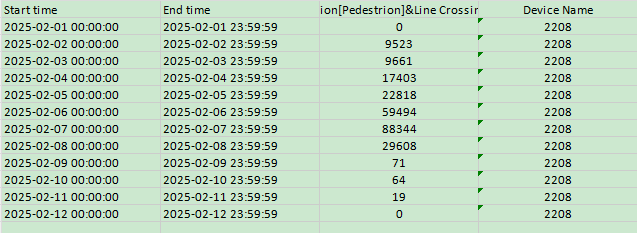 Start time End time ion[Pedestrion]&Line Crossin Device Name
2025-02-01 00:00:00 2025-02-01 23:59:59 0 2208
2025-02-02 00:00:00 2025-02-02 23:59:59 9523 2208
2025-02-03 00:00:00 2025-02-03 23:59:59 9661 2208
2025-02-04 00:00:00 2025-02-04 23:59:59 17403 2208
2025-02-05 00:00:00 2025-02-05 23:59:59 22818 2208
2025-02-06 00:00:00 2025-02-06 23:59:59 59494 2208
2025-02-07 00:00:00 2025-02-07 23:59:59 88344 2208
2025-02-08 00:00:00 2025-02-08 23:59:59 29608 2208
2025-02-09 00:00:00 2025-02-09 23:59:59 71 2208
2025-02-10 00:00:00 2025-02-10 23:59:59 64 2208
2025-02-11 00:00:00 2025-02-11 23:59:59 19 2208
2025-02-12 00:00:00 2025-02-12 23:59:59 0 2208